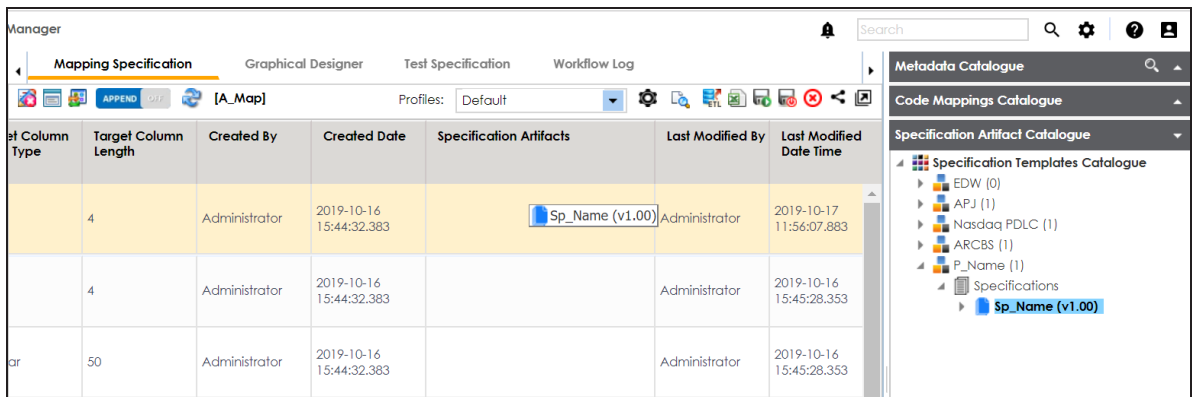 Manager
Search
Mapping Specification Graphical Designer Test Specification Workflow Log
Metadata Catalogue
APPEND OFF [A_Map] Profiles: Default ETL
Code Mappings Catalogue
et Column Type Target Column Length Created By Created Date Specification Artifacts Last Modified By Last Modified Date Time
Specification Artifact Catalogue
Specification Templates Catalogue
EDW (0)
APJ (1)
Nasdaq PDLC (1)
ARCBS (1)
P_Name (1)
Specifications
Sp_Name (v1.00)
4 Administrator 2019-10-16 15:44:32.383 Sp_Name (v1.00) Administrator 2019-10-17 11:56:07.883
4 Administrator 2019-10-16 15:44:32.383 Administrator 2019-10-16 15:45:28.353
ar 50 Administrator 2019-10-16 15:44:32.383 Administrator 2019-10-16 15:45:28.353